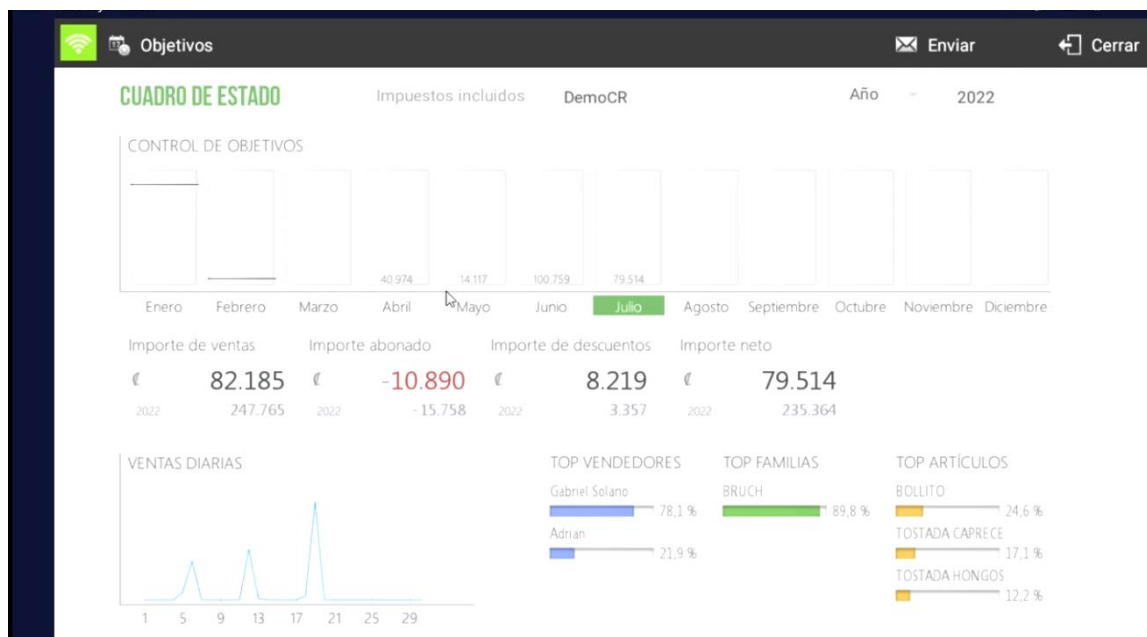 Objetivos Enviar Cerrar
CUADRO DE ESTADO Impuestos incluidos DemoCR Año 2022
CONTROL DE OBJETIVOS
40.974 14.117 100.759 79.514
Enero Febrero Marzo Abril Mayo Junio Julio Agosto Septiembre Octubre Noviembre Diciembre
Importe de ventas Importe abonado Importe de descuentos Importe neto
₡ 82.185 ₡ -10.890 ₡ 8.219 ₡ 79.514
2022 247.765 2022 -15.758 2022 3.357 2022 235.364
VENTAS DIARIAS TOP VENDEDORES TOP FAMILIAS TOP ARTÍCULOS
Gabriel Solano BRUCH BOLLITO
78,1 % 89,8 % 24,6 %
Adrian TOSTADA CAPRECE
21,9 % 17,1 %
TOSTADA HONGOS
12,2 %
1 5 9 13 17 21 25 29